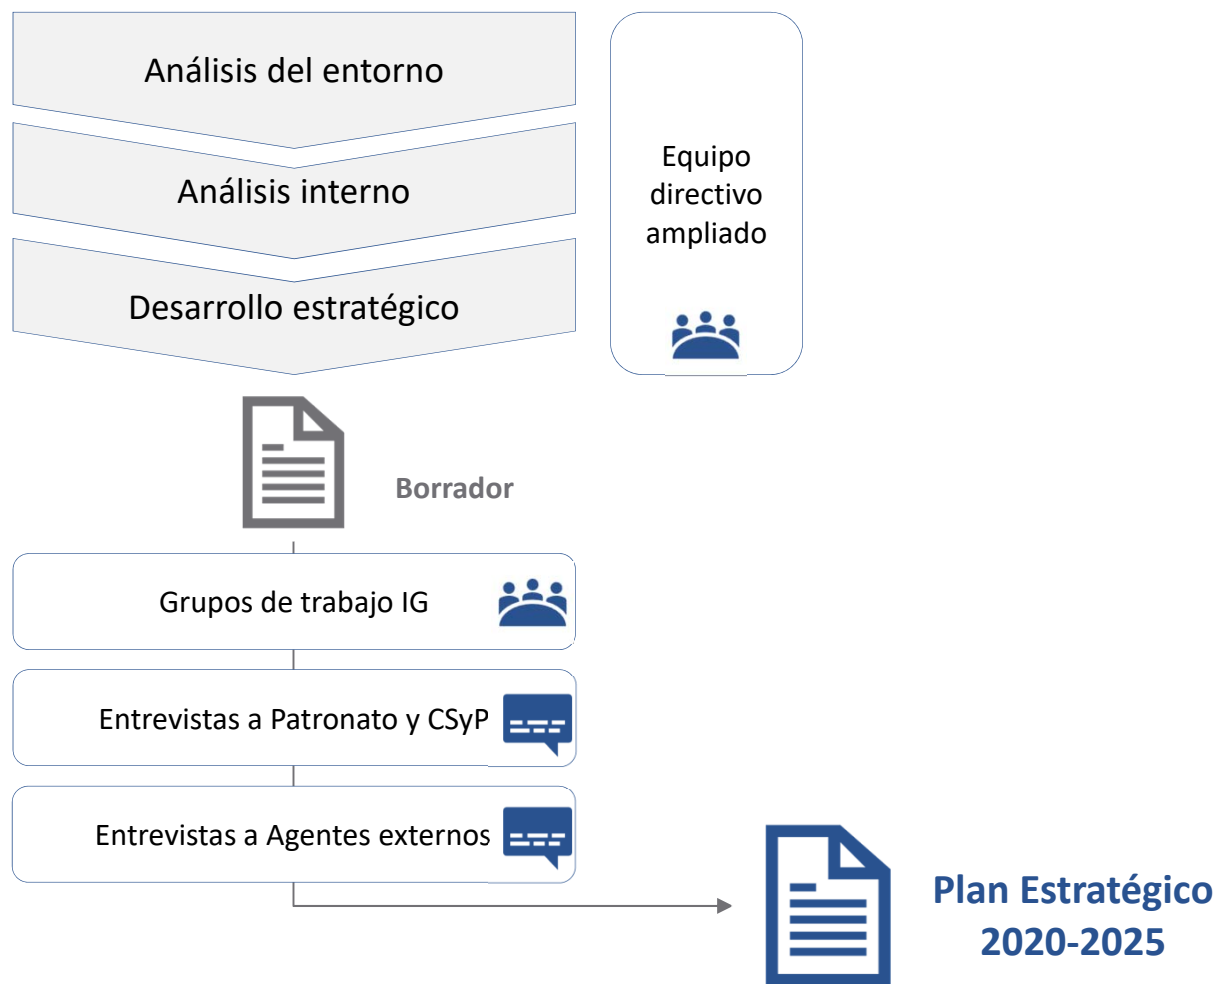 Análisis del entorno
Análisis interno
Desarrollo estratégico
Equipo
directivo
ampliado
Borrador
Grupos de trabajo IG
Entrevistas a Patronato y CSyP
Entrevistas a Agentes externos
Plan Estratégico
2020-2025